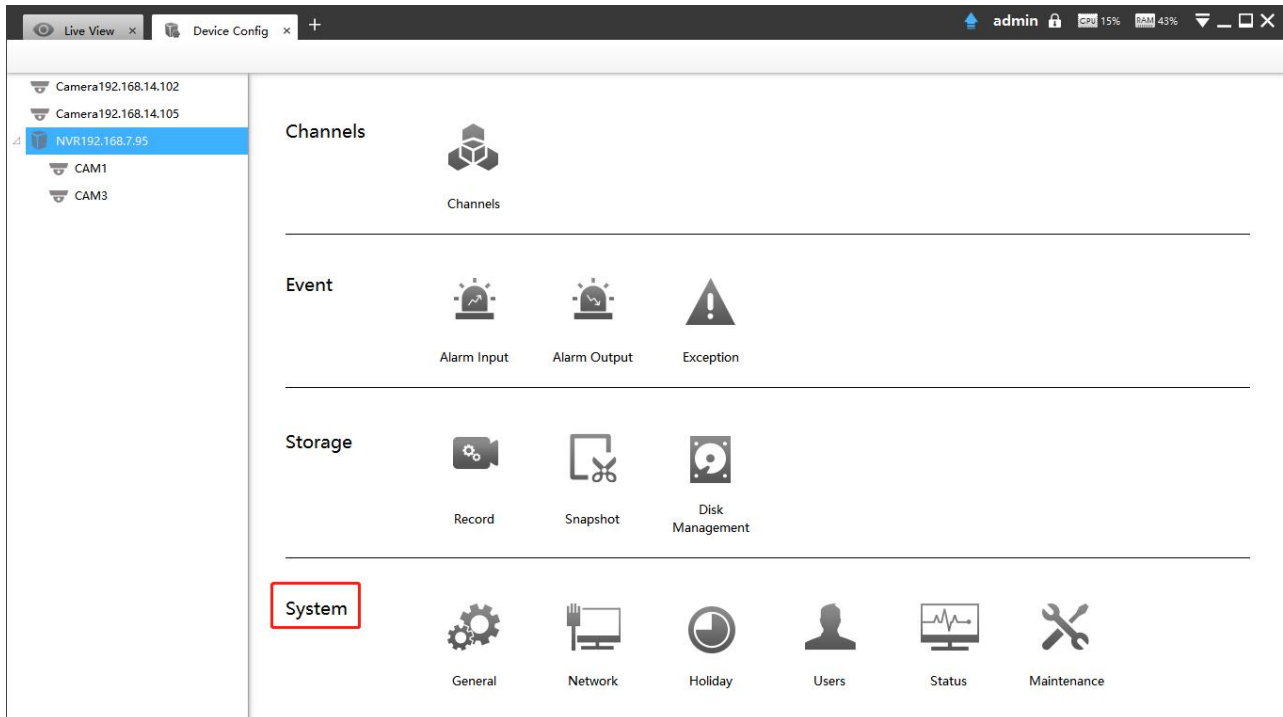 Live View × Device Config × +
admin CPU 15% RAM 43%
Camera192.168.14.102
Camera192.168.14.105
NVR192.168.7.95
CAM1
CAM3
Channels
Channels
Event
Alarm Input Alarm Output Exception
Storage
Record Snapshot Disk
Management
System
General Network Holiday Users Status Maintenance